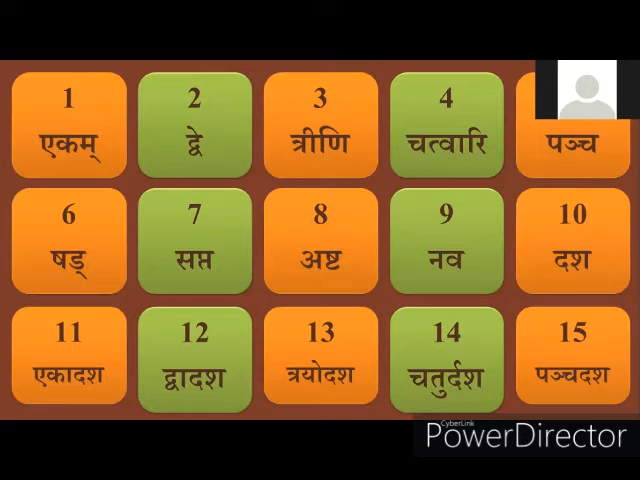 1 2 3 4
एकम् द्वे त्रीणि चत्वारि पञ्च
6 7 8 9 10
षड् सप्त अष्ट नव दश
11 12 13 14 15
एकादश द्वादश त्रयोदश चतुर्दश पञ्चदश
CyberLink
PowerDirector